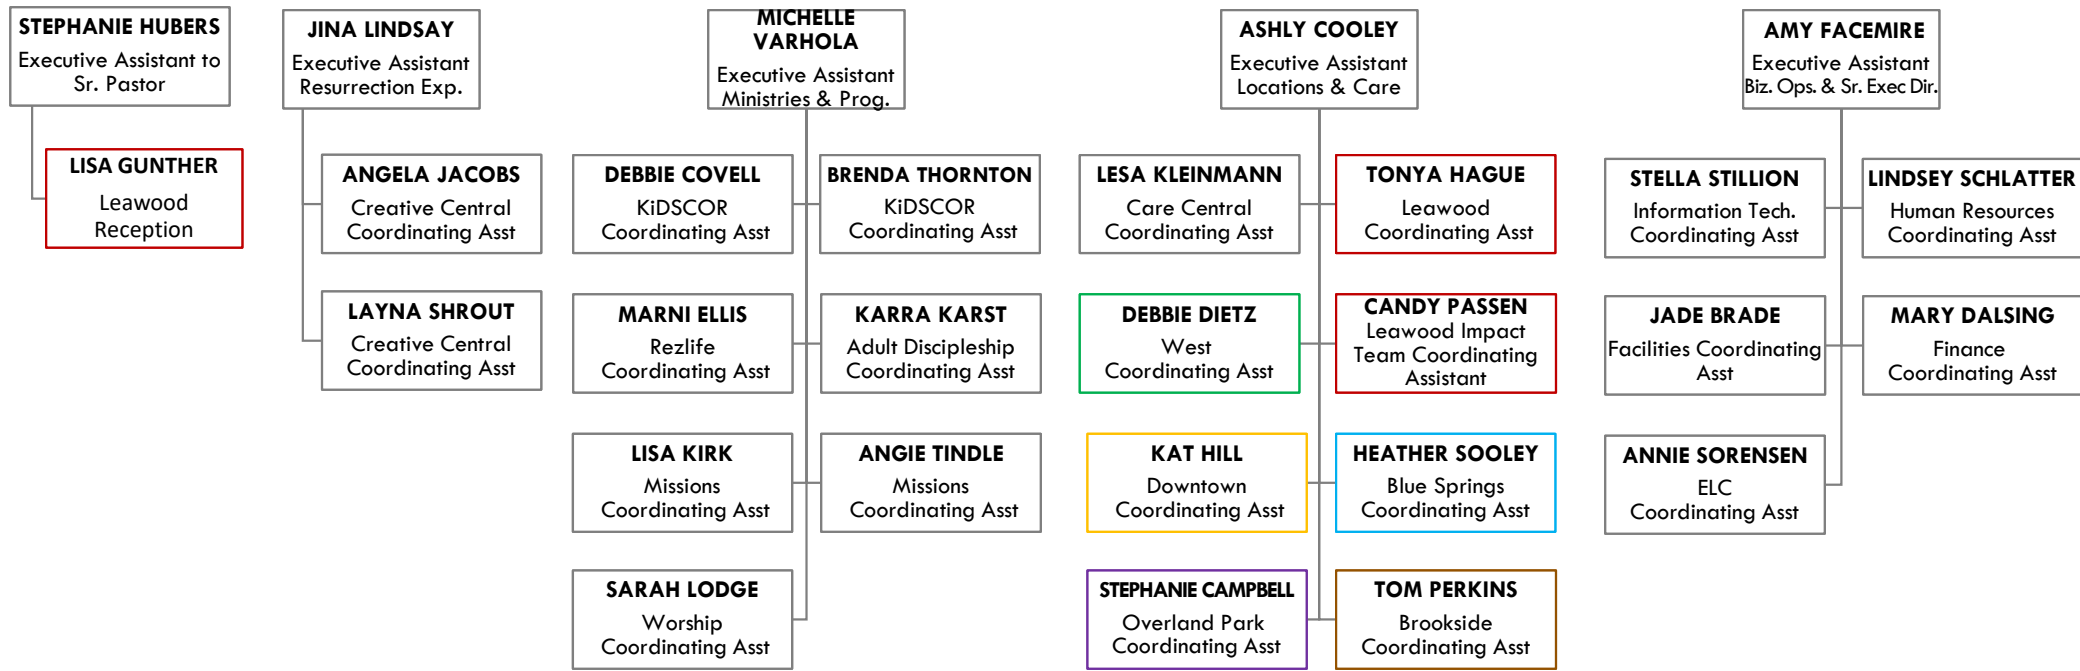 STEPHANIE HUBERS
Executive Assistant to
Sr. Pastor
LISA GUNTHER
Leawood
Reception
JINA LINDSAY
Executive Assistant
Resurrection Exp.
ANGELA JACOBS
Creative Central
Coordinating Asst
LAYNA SHROUT
Creative Central
Coordinating Asst
MICHELLE
VARHOLA
Executive Assistant
Ministries & Prog.
DEBBIE COVELL
KiDSCOR
Coordinating Asst
BRENDA THORNTON
KiDSCOR
Coordinating Asst
MARNI ELLIS
Rezlife
Coordinating Asst
KARRA KARST
Adult Discipleship
Coordinating Asst
LISA KIRK
Missions
Coordinating Asst
ANGIE TINDLE
Missions
Coordinating Asst
SARAH LODGE
Worship
Coordinating Asst
ASHLY COOLEY
Executive Assistant
Locations & Care
LESA KLEINMANN
Care Central
Coordinating Asst
TONYA HAGUE
Leawood
Coordinating Asst
DEBBIE DIETZ
West
Coordinating Asst
CANDY PASSEN
Leawood Impact
Team Coordinating
Assistant
KAT HILL
Downtown
Coordinating Asst
HEATHER SOOLEY
Blue Springs
Coordinating Asst
STEPHANIE CAMPBELL
Overland Park
Coordinating Asst
TOM PERKINS
Brookside
Coordinating Asst
AMY FACEMIRE
Executive Assistant
Biz. Ops. & Sr. Exec Dir.
STELLA STILLION
Information Tech.
Coordinating Asst
LINDSEY SCHLATTER
Human Resources
Coordinating Asst
JADE BRADE
Facilities Coordinating
Asst
MARY DALSING
Finance
Coordinating Asst
ANNIE SORENSEN
ELC
Coordinating Asst